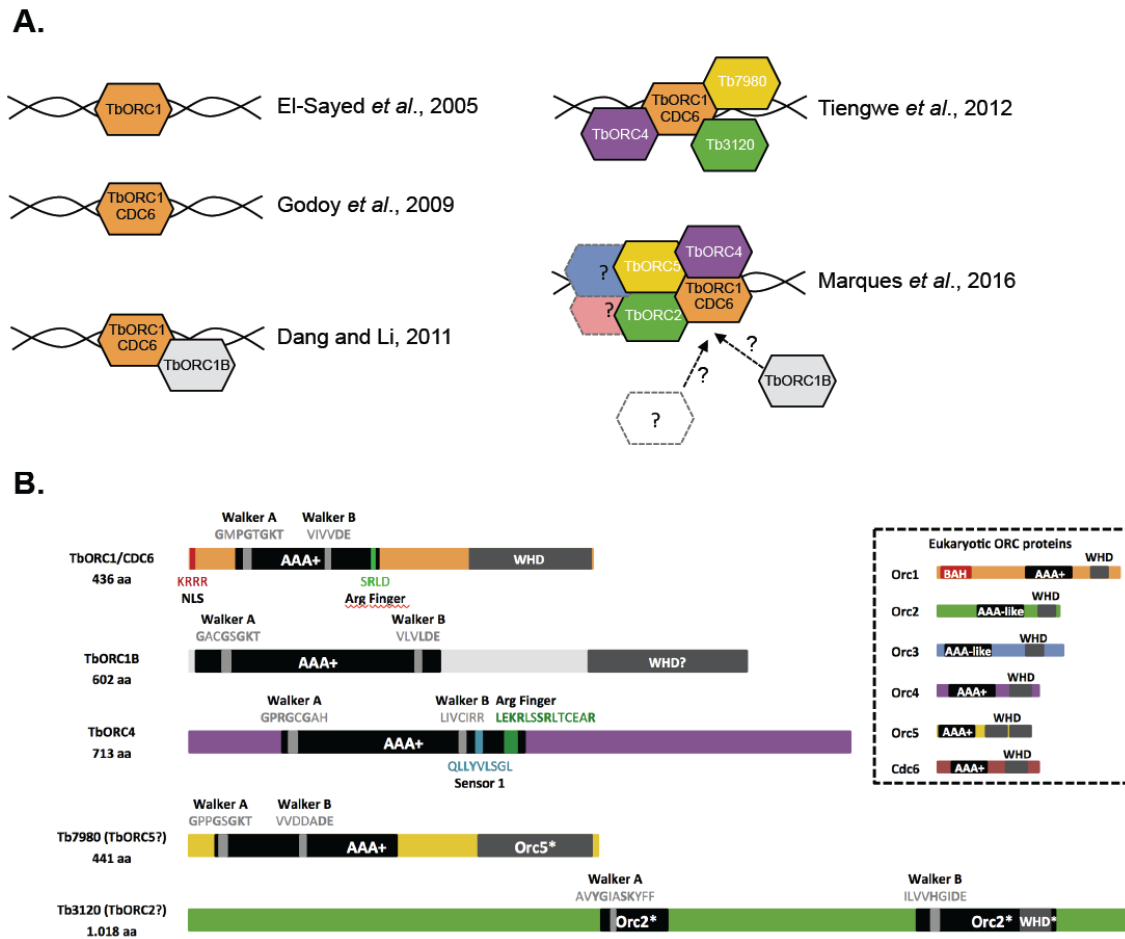 A.
TbORC1
El-Sayed et al., 2005
TbORC1
CDC6
Godoy et al., 2009
TbORC1
CDC6
TbORC1B
Dang and Li, 2011
Tb7980
TbORC1
CDC6
TbORC4
Tb3120
Tiengwe et al., 2012
?
TbORC5
TbORC4
?
TbORC2
TbORC1
CDC6
Marques et al., 2016
?
?
TbORC1B
?
B.
Walker A
Walker B
GMPGTGKT
VIVVDE
TbORC1/CDC6
436 aa
AAA+
WHD
KRRR
NLS
SRLD
Arg Finger
Walker A
Walker B
GACGSGKT
VLVLDE
TbORC1B
602 aa
AAA+
WHD?
Walker A
Walker B
Arg Finger
GPRGCGAH
LIVCIRR
LEKRLSSRLTCEAR
TbORC4
713 aa
AAA+
QLLYVLSGL
Sensor 1
Walker A
Walker B
GPPGSGKT
VVDDADE
Tb7980 (TbORC5?)
441 aa
AAA+
Orc5*
Walker A
Walker B
AVYGIASKYFF
ILVVHGIDE
Tb3120 (TbORC2?)
1.018 aa
Orc2*
Orc2*
WHD*
Eukaryotic ORC proteins
WHD
Orc1
BAH
AAA+
WHD
Orc2
AAA-like
WHD
Orc3
AAA-like
WHD
Orc4
AAA+
WHD
Orc5
AAA+
WHD
Cdc6
AAA+